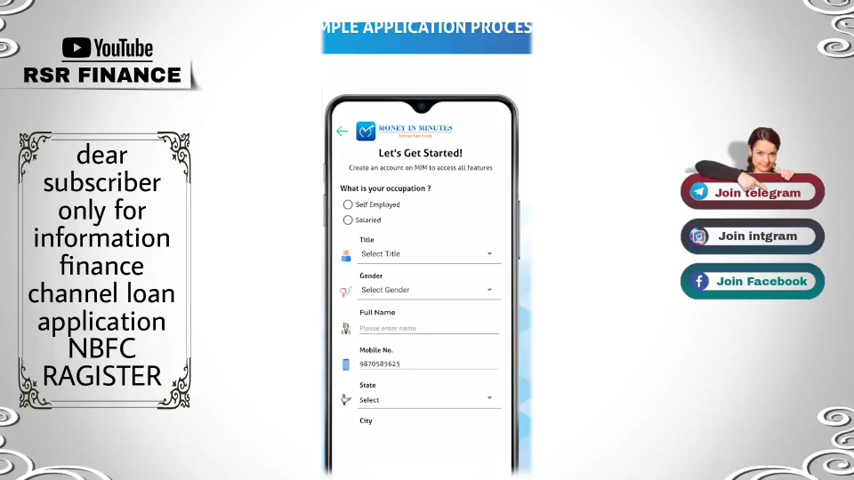 YouTube
RSR FINANCE
dear
subscriber
only for
information
finance
channel loan
application
NBFC
RAGISTER
MPLE APPLICATION PROCES
MONEY IN MINUTES
Let's Get Started!
Create an account on MIM to access all features
What is your occupation ?
Self Employed
Salaried
Title
Select Title
Gender
Select Gender
Full Name
Please enter name
Mobile No.
9870585623
State
Select
City
Join telegram
Join intgram
Join Facebook